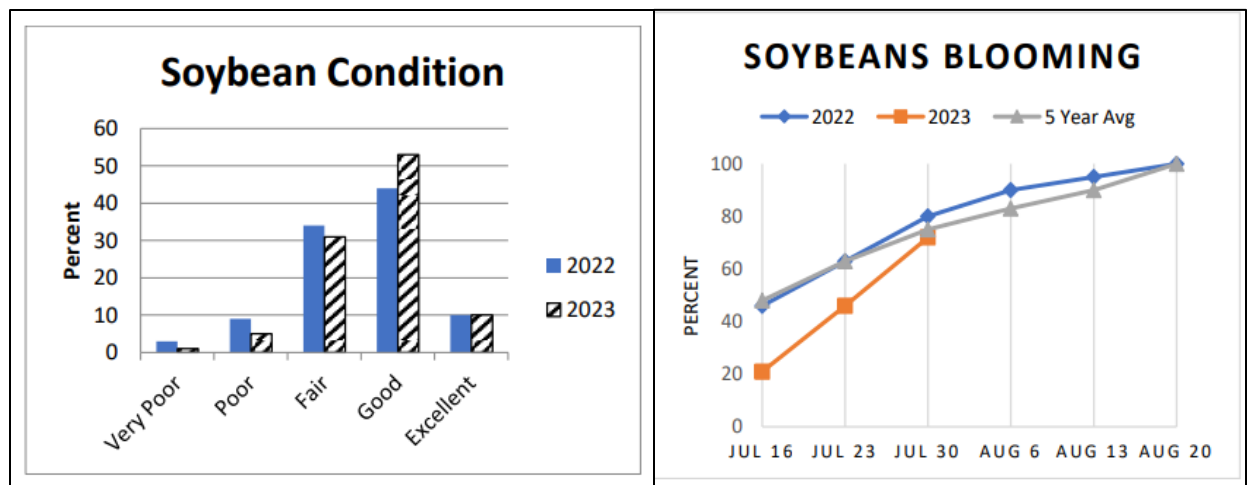 Soybean Condition
60
50
40
30
20
10
0
Percent
Very Poor
Poor
Fair
Good
Excellent
2022
2023
SOYBEANS BLOOMING
2022 2023 5 Year Avg
100
80
60
40
20
0
PERCENT
JUL 16 JUL 23 JUL 30 AUG 6 AUG 13 AUG 20